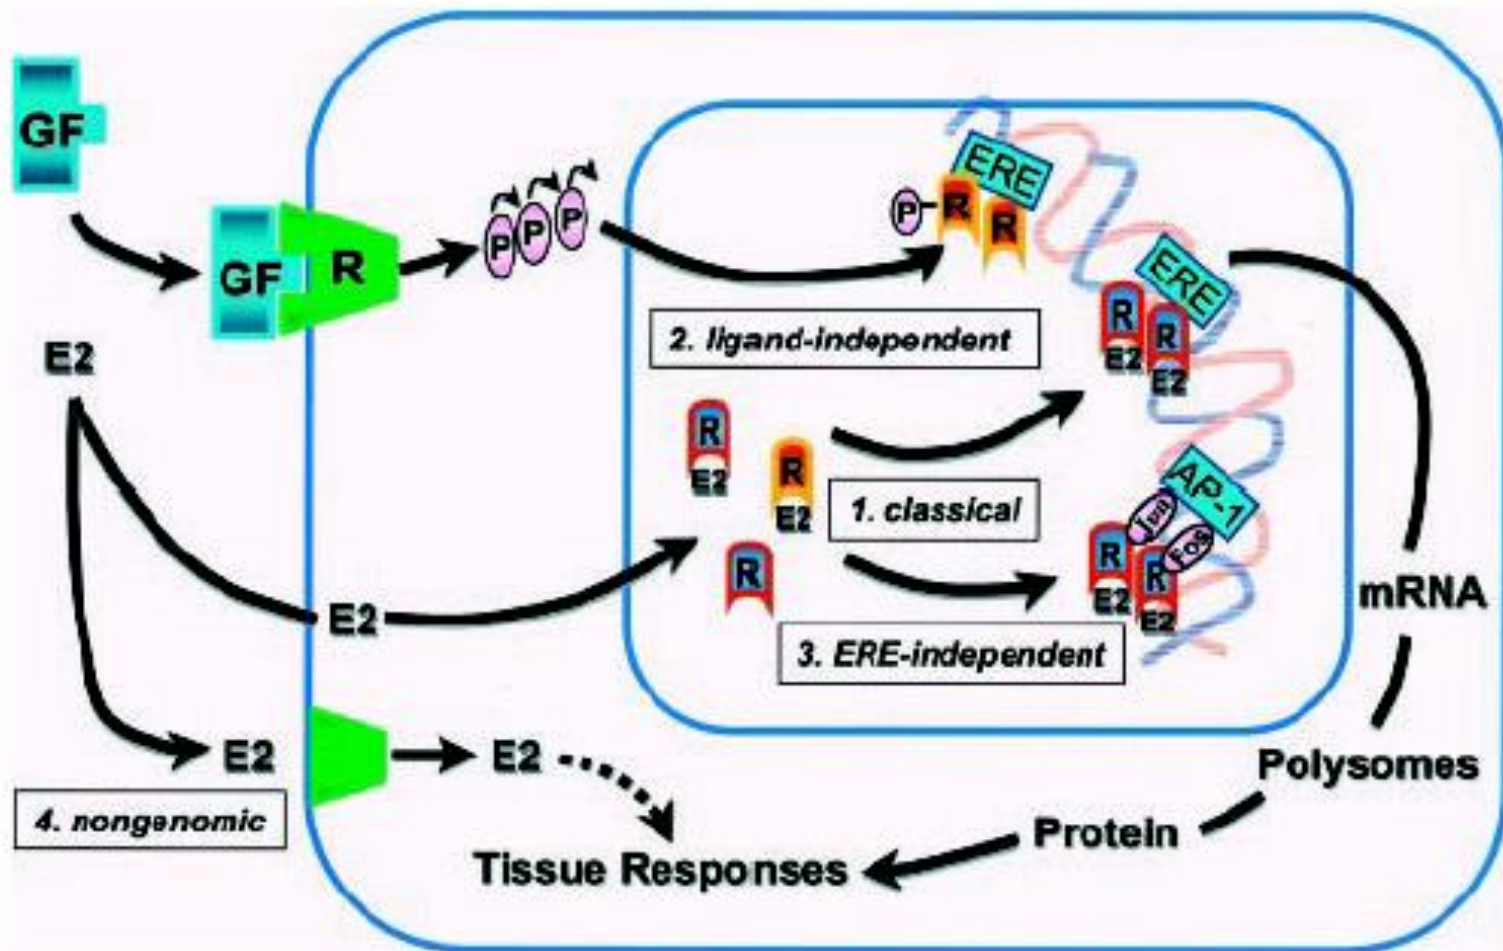 GF
GF
R
P
P
P
P
R
R
ERE
ERE
R
R
E2
E2
2. ligand-independent
E2
R
E2
R
E2
R
1. classical
AP-1
Jun
Fos
R
R
E2
E2
3. ERE-independent
E2
mRNA
E2
E2
4. nongenomic
Polysomes
Protein
Tissue Responses